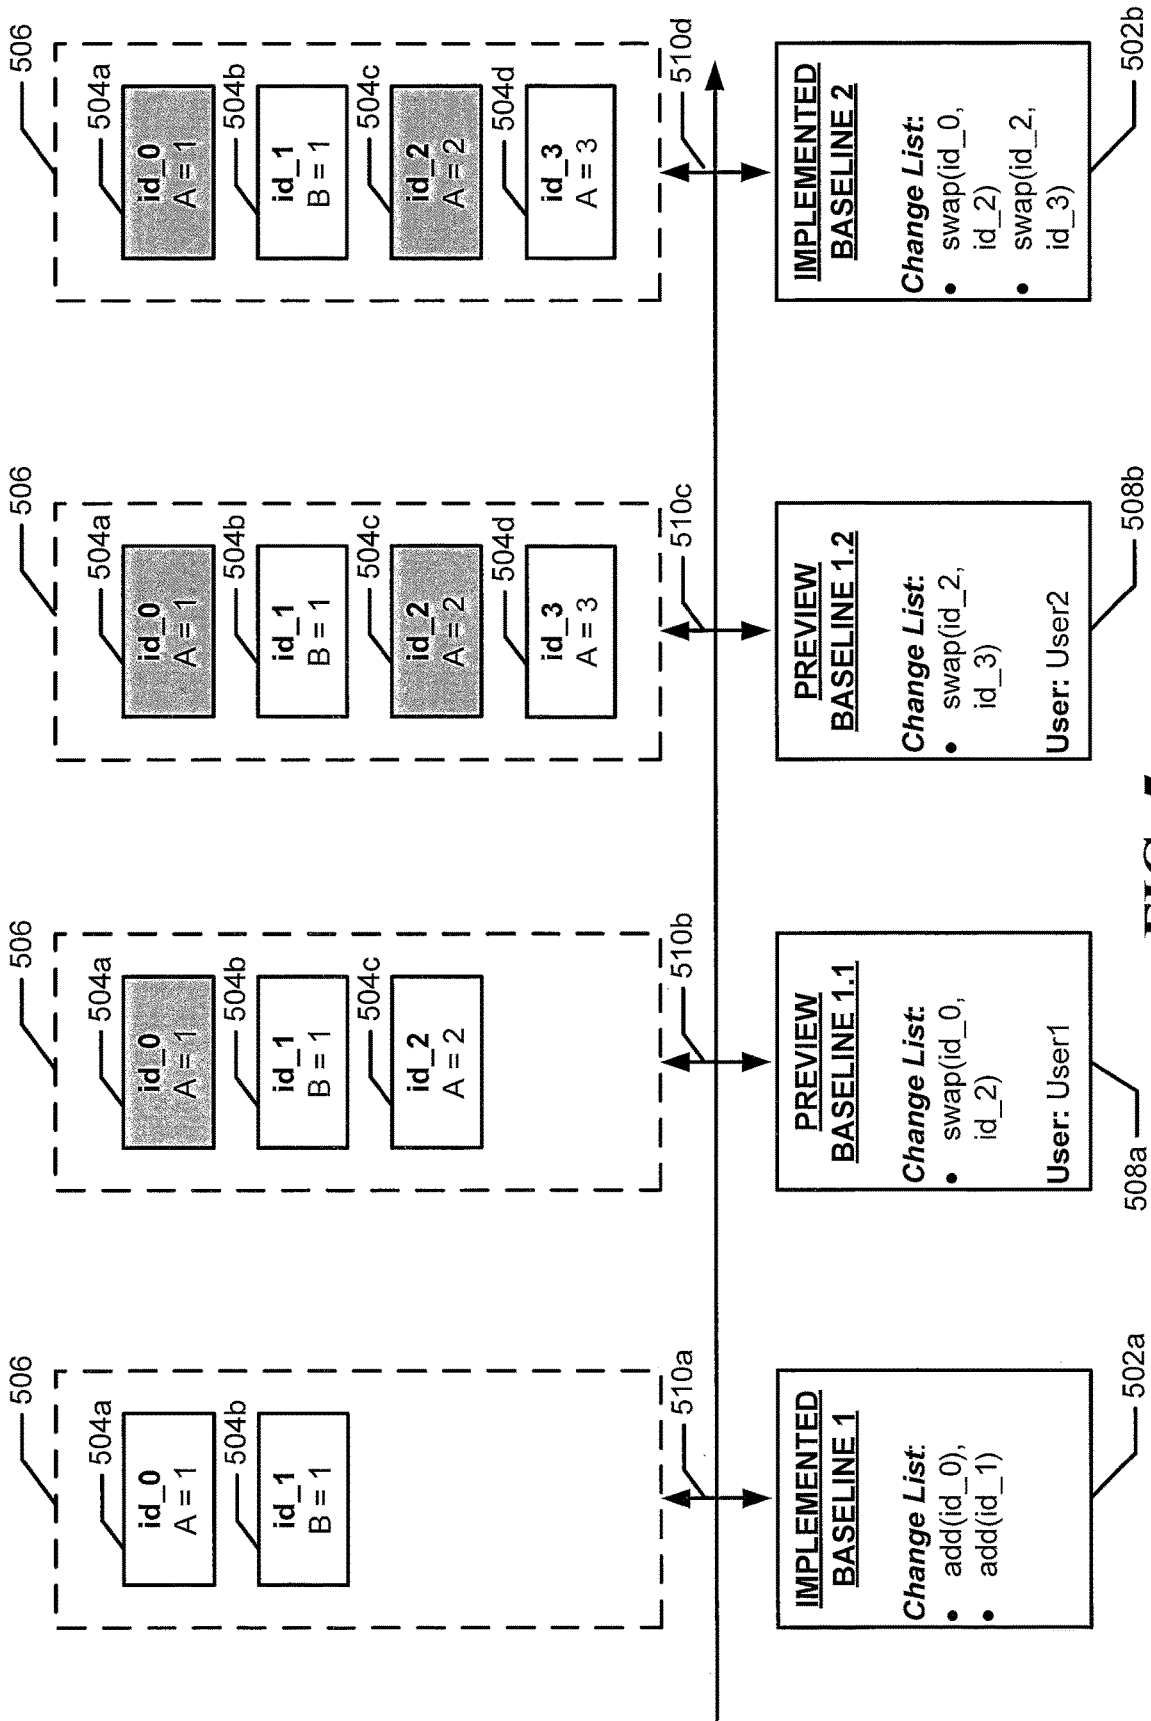 506
504a
id_0
A = 1
504b
id_1
B = 1
510a
IMPLEMENTED
BASELINE 1
Change List:
• add(id_0),
• add(id_1)
502a
506
504a
id_0
A = 1
504b
id_1
B = 1
504c
id_2
A = 2
510b
PREVIEW
BASELINE 1.1
Change List:
• swap(id_0,
id_2)
User: User1
508a
506
504a
id_0
A = 1
504b
id_1
B = 1
504c
id_2
A = 2
504d
id_3
A = 3
510c
PREVIEW
BASELINE 1.2
Change List:
• swap(id_2,
id_3)
User: User2
508b
506
504a
id_0
A = 1
504b
id_1
B = 1
504c
id_2
A = 2
504d
id_3
A = 3
510d
IMPLEMENTED
BASELINE 2
Change List:
• swap(id_0,
id_2)
• swap(id_2,
id_3)
502b
FIG.